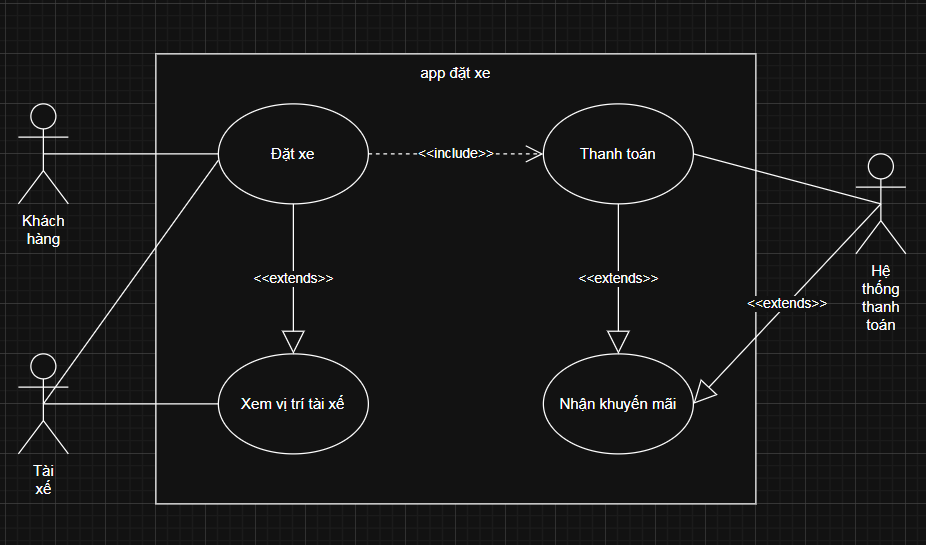 app đặt xe
Đặt xe
<<include>>
Thanh toán
Khách
hàng
Hệ
thống
thanh
toán
<<extends>>
<<extends>>
<<extends>>
Xem vị trí tài xế
Nhận khuyến mãi
Tài
xế